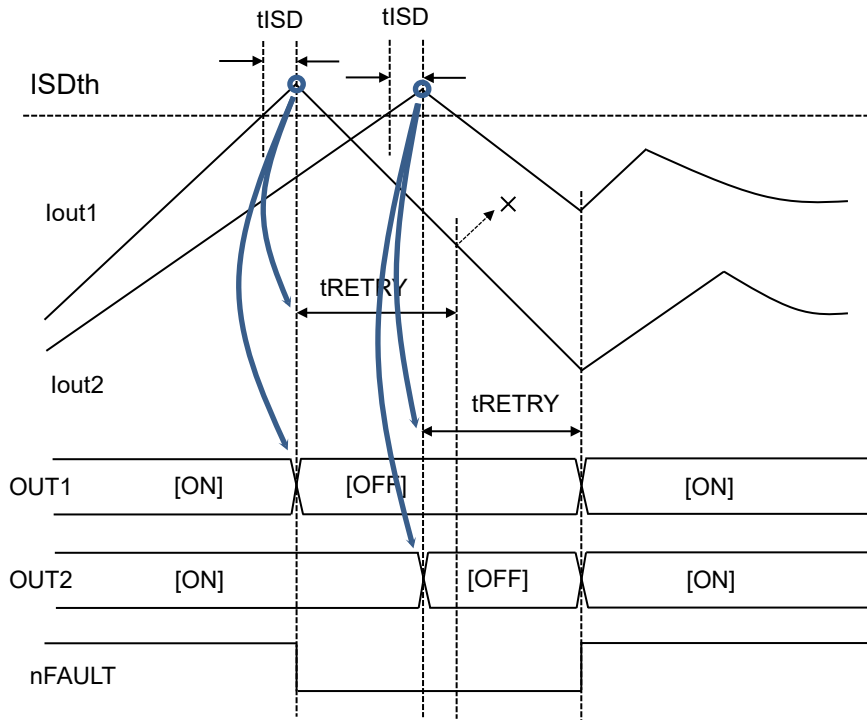 tISD
tISD
ISDth
Iout1
×
tRETRY
Iout2
tRETRY
OUT1
[ON]
[OFF]
[ON]
OUT2
[ON]
[OFF]
[ON]
nFAULT